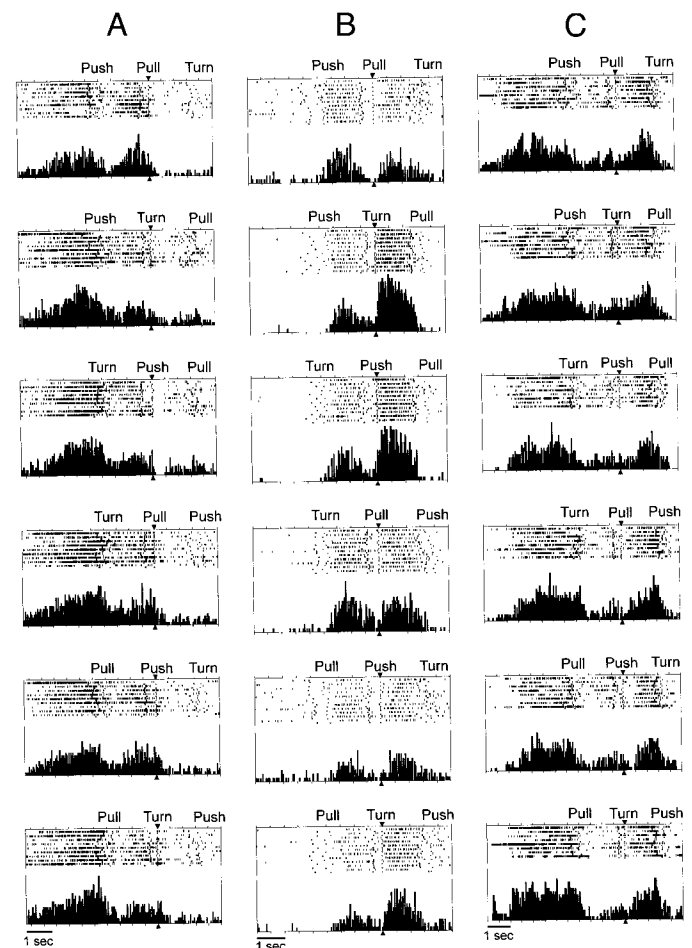 A B C
Push Pull Turn Push Pull Turn Push Pull Turn
Push Turn Pull Push Turn Pull Push Turn Pull
Turn Push Pull Turn Push Pull Turn Push Pull
Turn Pull Push Turn Pull Push Turn Pull Push
Pull Push Turn Pull Push Turn Pull Push Turn
Pull Turn Push Pull Turn Push Pull Turn Push
1 sec 1 sec 1 sec